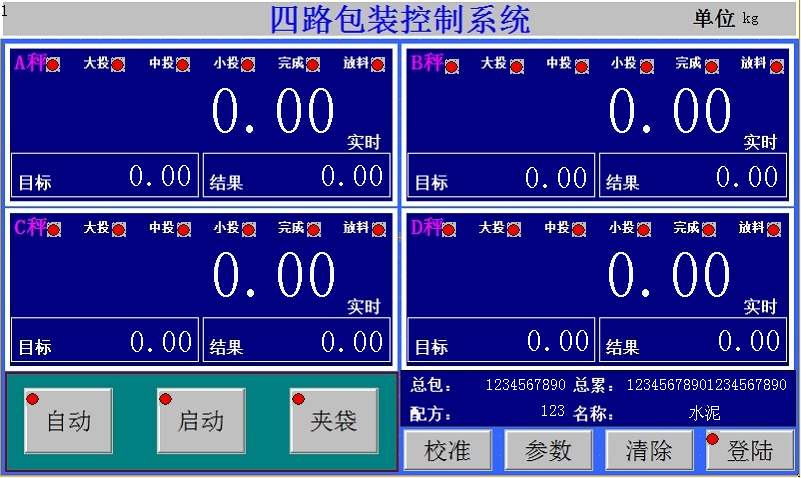 1
四路包装控制系统 单位 kg
A秤 大投 中投 小投 完成 放料
0.00
实时
目标 0.00 结果 0.00
B秤 大投 中投 小投 完成 放料
0.00
实时
目标 0.00 结果 0.00
C秤 大投 中投 小投 完成 放料
0.00
实时
目标 0.00 结果 0.00
D秤 大投 中投 小投 完成 放料
0.00
实时
目标 0.00 结果 0.00
自动 启动 夹袋
总包: 1234567890 总累: 12345678901234567890
配方: 123 名称: 水泥
校准 参数 清除 登陆